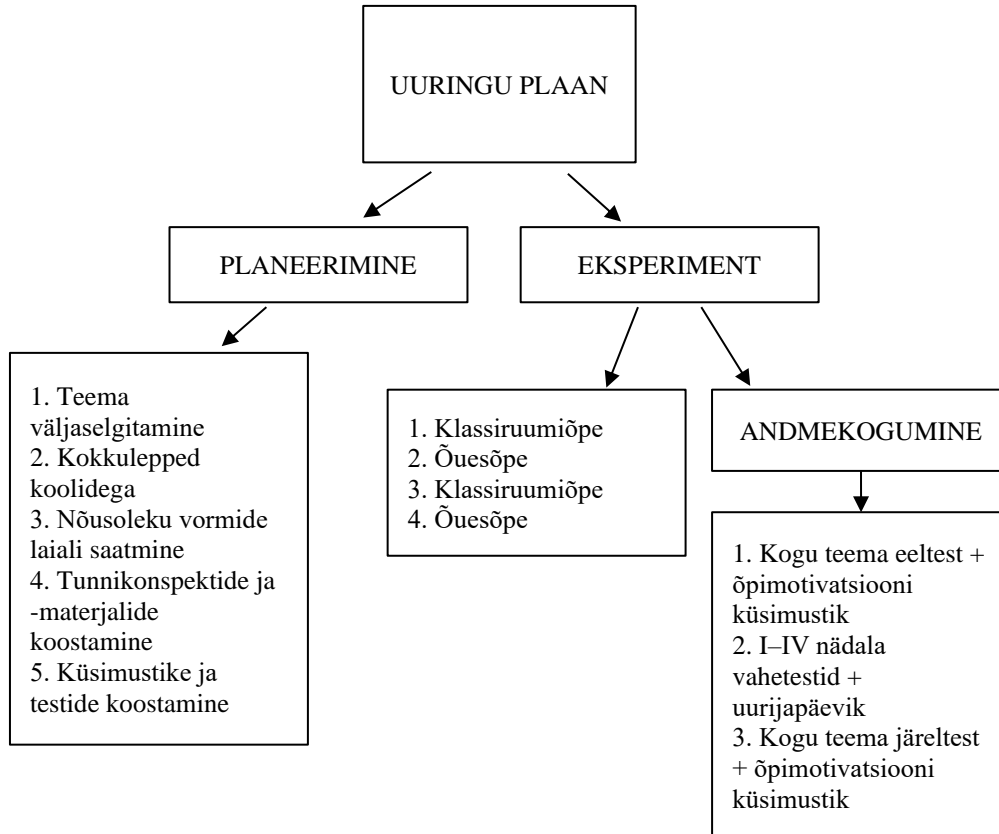 UURINGU PLAAN
PLANEERIMINE
EKSPERIMENT
1. Teema
väljaselgitamine
2. Kokkulepped
koolidega
3. Nõusoleku vormide
laiali saatmine
4. Tunnikonspektide ja
-materjalide
koostamine
5. Küsimustike ja
testide koostamine
1. Klassiruumiõpe
2. Õuesõpe
3. Klassiruumiõpe
4. Õuesõpe
ANDMEKOGUMINE
1. Kogu teema eeltest +
õpimotivatsiooni
küsimustik
2. I–IV nädala
vahetestid +
uurijapäevik
3. Kogu teema järeltest
+ õpimotivatsiooni
küsimustik